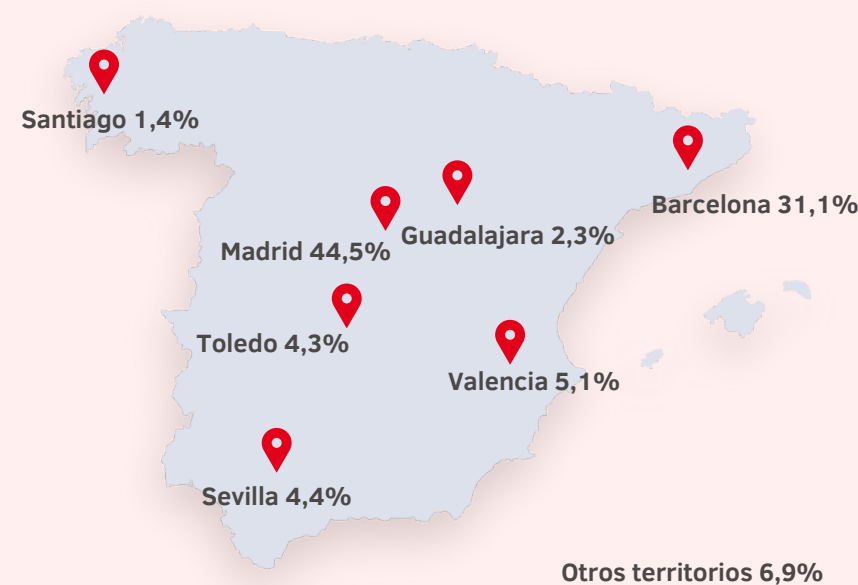 Santiago 1,4%
Barcelona 31,1%
Guadalajara 2,3%
Madrid 44,5%
Toledo 4,3%
Valencia 5,1%
Sevilla 4,4%
Otros territorios 6,9%